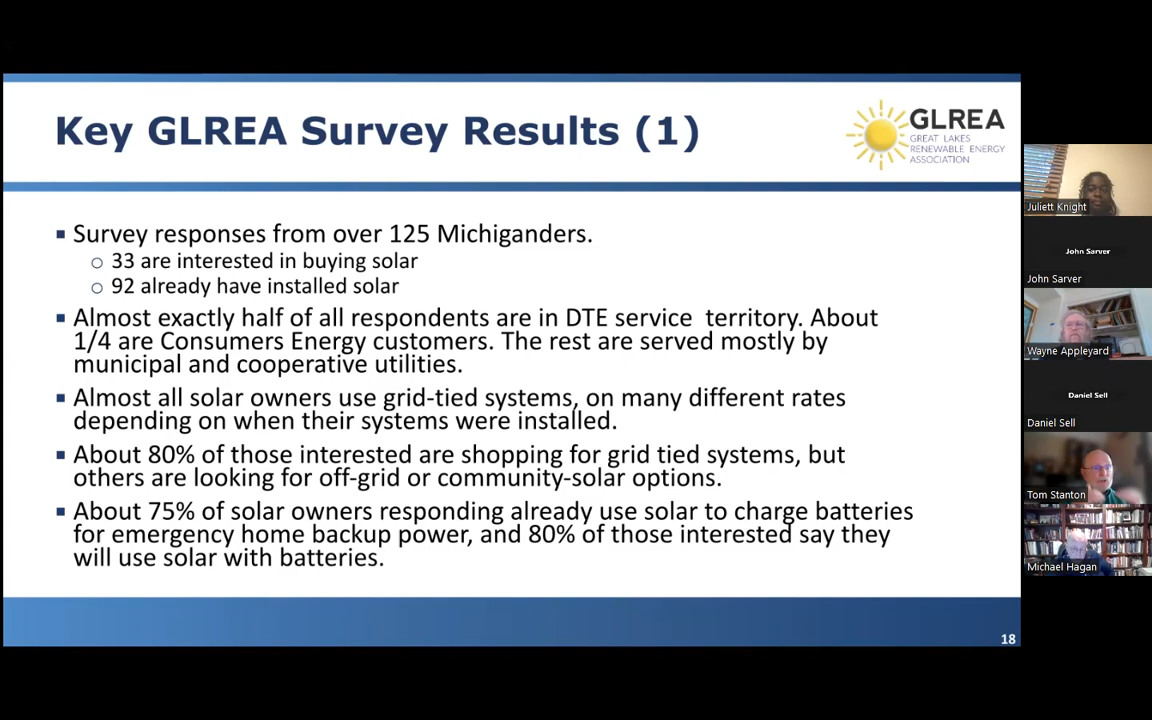 Key GLREA Survey Results (1)
GLREA
GREAT LAKES
RENEWABLE ENERGY
ASSOCIATION
▪ Survey responses from over 125 Michiganders.
○ 33 are interested in buying solar
○ 92 already have installed solar
▪ Almost exactly half of all respondents are in DTE service territory. About
1/4 are Consumers Energy customers. The rest are served mostly by
municipal and cooperative utilities.
▪ Almost all solar owners use grid-tied systems, on many different rates
depending on when their systems were installed.
▪ About 80% of those interested are shopping for grid tied systems, but
others are looking for off-grid or community-solar options.
▪ About 75% of solar owners responding already use solar to charge batteries
for emergency home backup power, and 80% of those interested say they
will use solar with batteries.
18
Juliett Knight
John Sarver
John Sarver
Wayne Appleyard
Daniel Sell
Daniel Sell
Tom Stanton
Michael Hagan